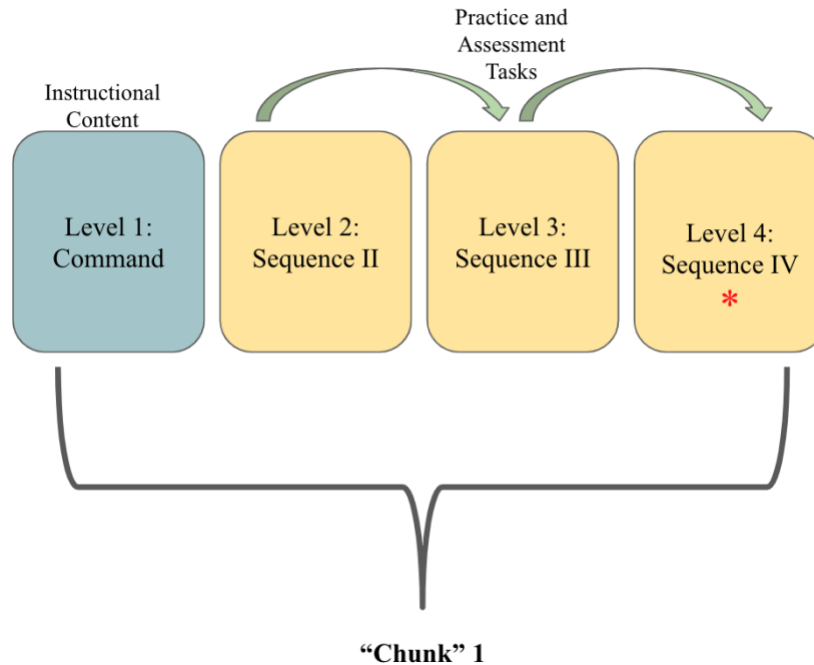 Practice and
Assessment
Tasks
Instructional
Content
Level 1:
Command
Level 2:
Sequence II
Level 3:
Sequence III
Level 4:
Sequence IV
*
“Chunk” 1